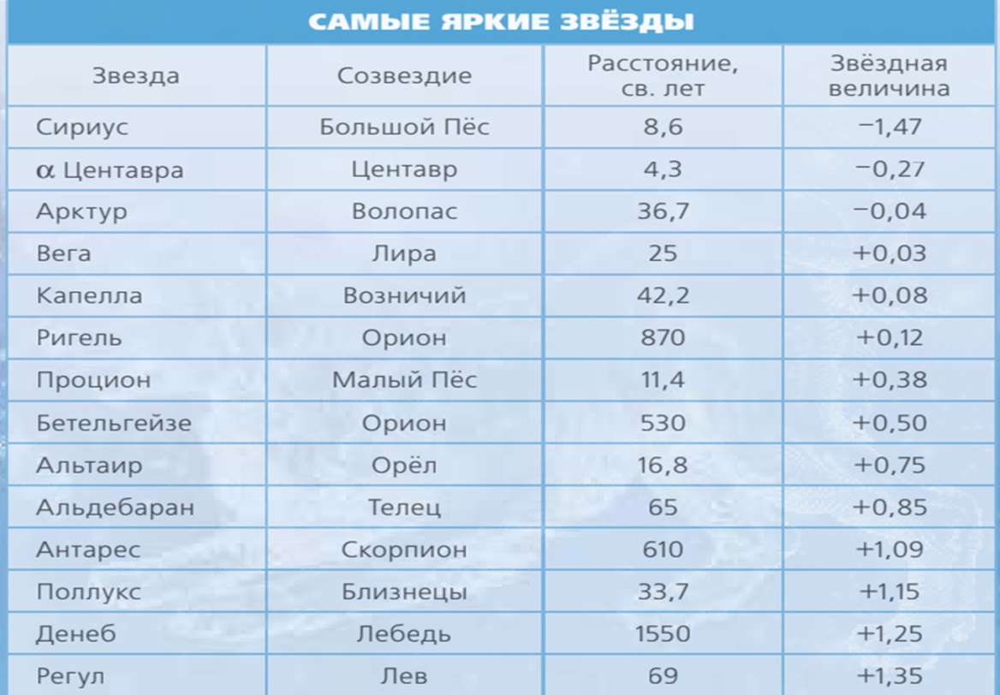 САМЫЕ ЯРКИЕ ЗВЁЗДЫ
Звезда Созвездие Расстояние, св. лет Звёздная величина
Сириус Большой Пёс 8,6 −1,47
α Центавра Центавр 4,3 −0,27
Арктур Волопас 36,7 −0,04
Вега Лира 25 +0,03
Капелла Возничий 42,2 +0,08
Ригель Орион 870 +0,12
Процион Малый Пёс 11,4 +0,38
Бетельгейзе Орион 530 +0,50
Альтаир Орёл 16,8 +0,75
Альдебаран Телец 65 +0,85
Антарес Скорпион 610 +1,09
Поллукс Близнецы 33,7 +1,15
Денеб Лебедь 1550 +1,25
Регул Лев 69 +1,35